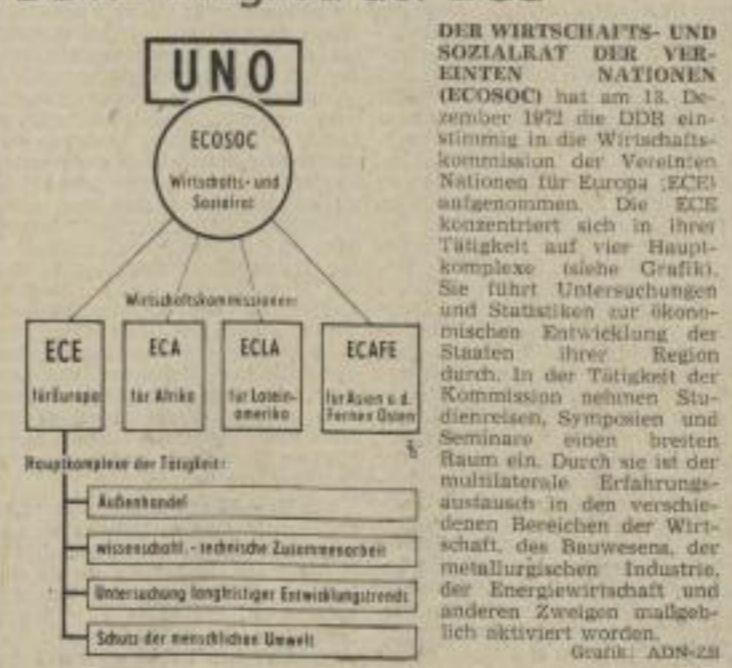 UNO
ECOSOC
Wirtschafts- und
Sozialrat
Wirtschaftskommissionen:
ECE
für Europa
ECA
für Afrika
ECLA
für Latein-
amerika
ECAFE
für Asien u. d.
Fernen Osten
Hauptkomplexe der Tätigkeit:
Außenhandel
wissenschaftl.-technische Zusammenarbeit
Untersuchung langfristiger Entwicklungstrends
Schutz der menschlichen Umwelt
DER WIRTSCHAFTS- UND
SOZIALRAT DER VER-
EINTEN NATIONEN
(ECOSOC) hat am 13. De-
zember 1972 die DDR ein-
stimmig in die Wirtschafts-
kommission der Vereinten
Nationen für Europa (ECE)
aufgenommen. Die ECE
konzentriert sich in ihrer
Tätigkeit auf vier Haupt-
komplexe (siehe Grafik).
Sie führt Untersuchungen
und Statistiken zur ökono-
mischen Entwicklung der
Staaten ihrer Region
durch. In der Tätigkeit der
Kommission nehmen Stu-
dienreisen, Symposien und
Seminare einen breiten
Raum ein. Durch sie ist der
multilaterale Erfahrungs-
austausch in den verschie-
denen Bereichen der Wirt-
schaft, des Bauwesens, der
metallurgischen Industrie,
der Energiewirtschaft und
anderen Zweigen maßgeb-
lich aktiviert worden.
Grafik: ADN-ZB